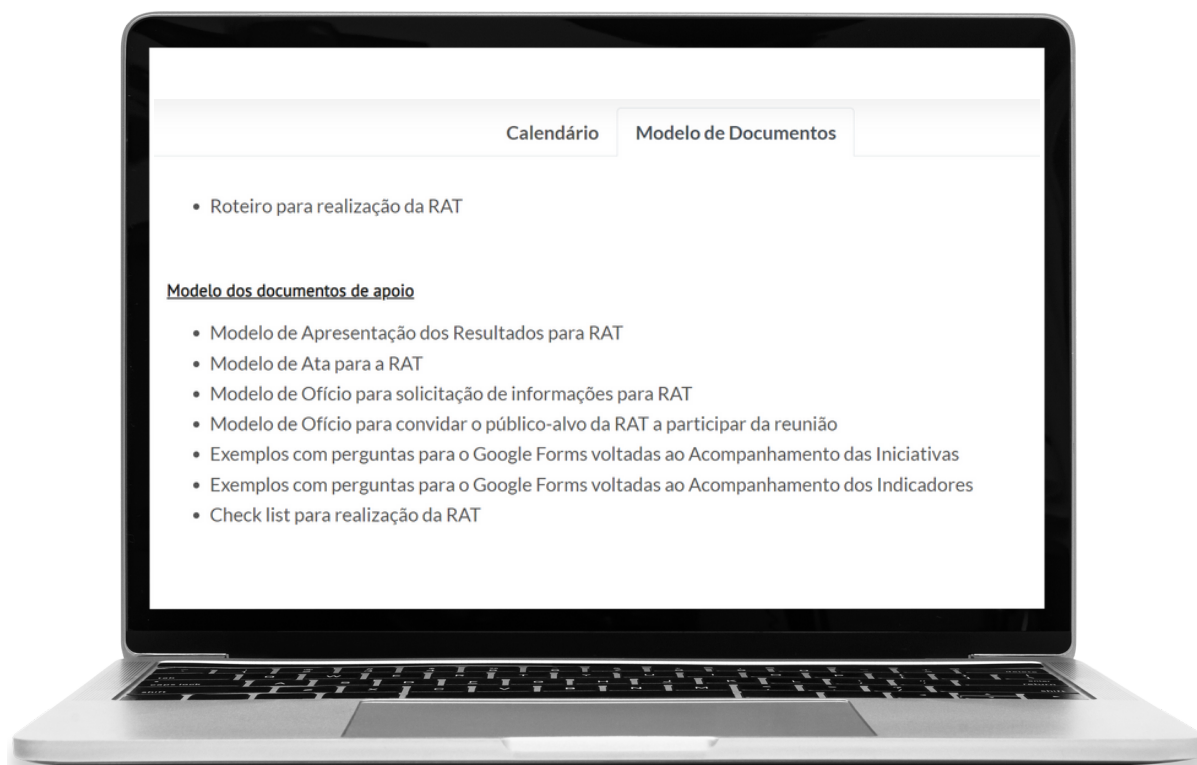 Calendário
Modelo de Documentos
Roteiro para realização da RAT
Modelo dos documentos de apoio
Modelo de Apresentação dos Resultados para RAT
Modelo de Ata para a RAT
Modelo de Ofício para solicitação de informações para RAT
Modelo de Ofício para convidar o público-alvo da RAT a participar da reunião
Exemplos com perguntas para o Google Forms voltadas ao Acompanhamento das Iniciativas
Exemplos com perguntas para o Google Forms voltadas ao Acompanhamento dos Indicadores
Check list para realização da RAT